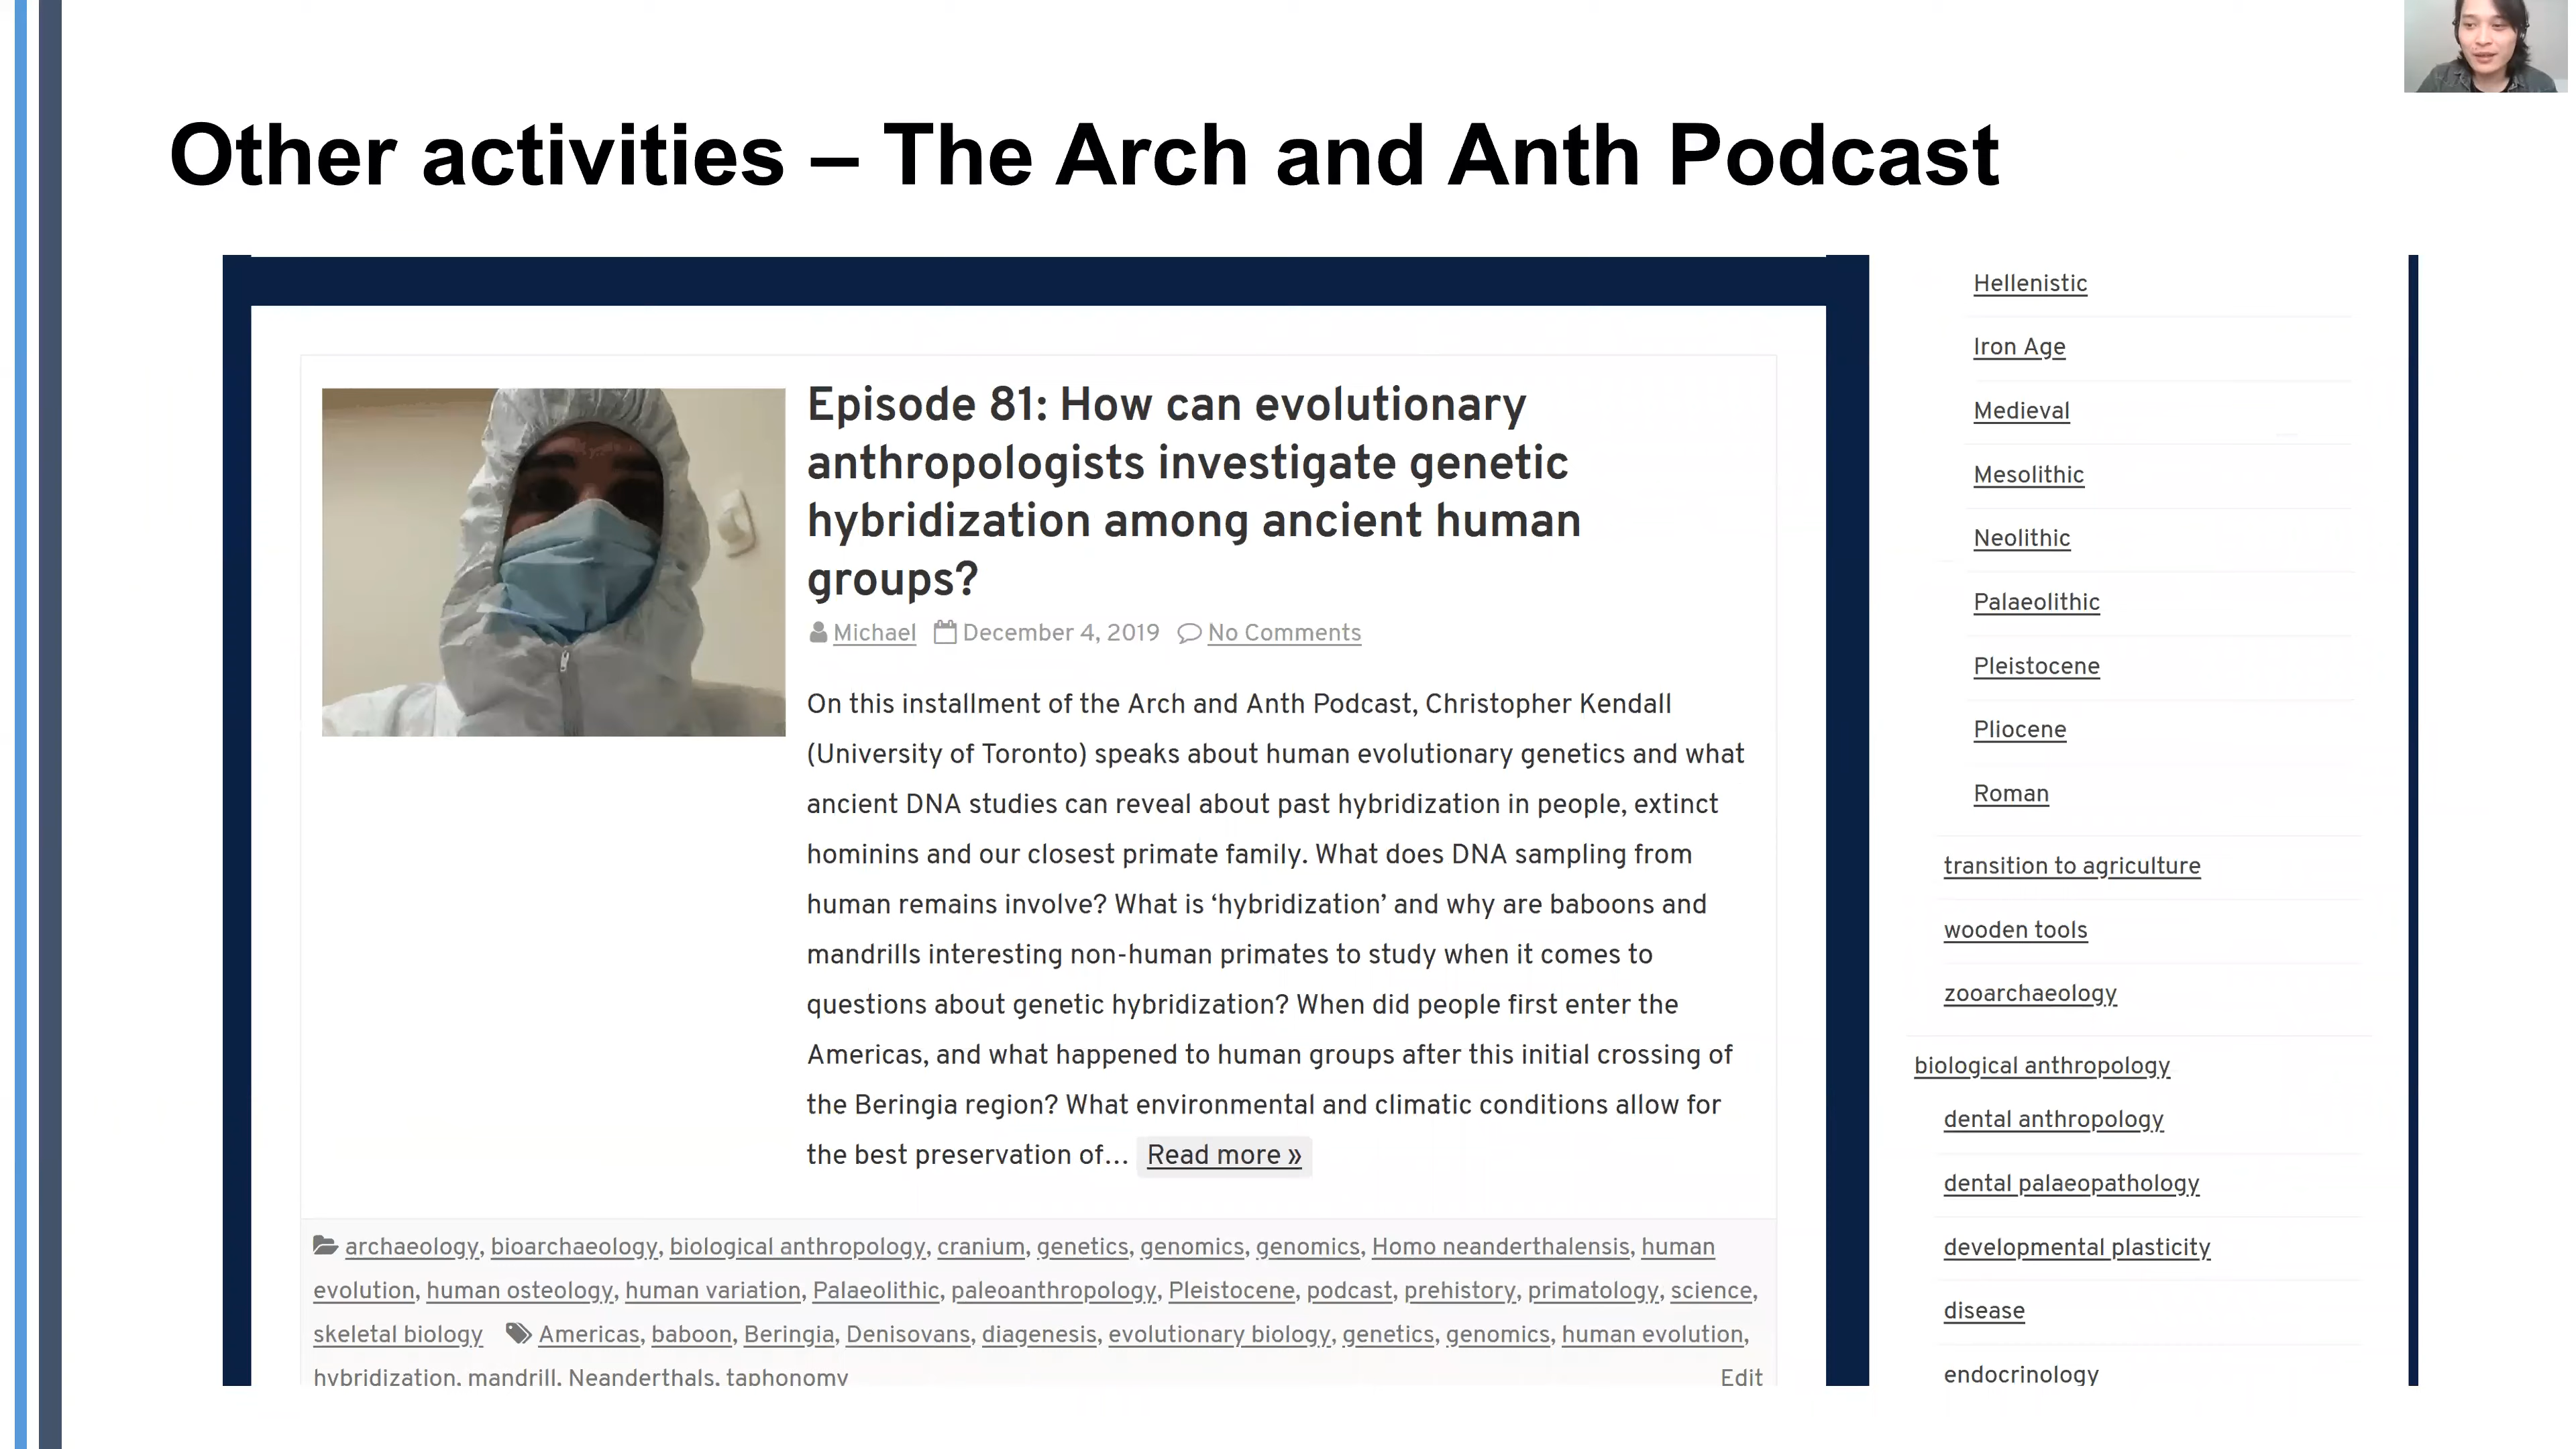 Other activities – The Arch and Anth Podcast
Episode 81: How can evolutionary
anthropologists investigate genetic
hybridization among ancient human
groups?
Michael December 4, 2019 No Comments
On this installment of the Arch and Anth Podcast, Christopher Kendall
(University of Toronto) speaks about human evolutionary genetics and what
ancient DNA studies can reveal about past hybridization in people, extinct
hominins and our closest primate family. What does DNA sampling from
human remains involve? What is ‘hybridization’ and why are baboons and
mandrills interesting non-human primates to study when it comes to
questions about genetic hybridization? When did people first enter the
Americas, and what happened to human groups after this initial crossing of
the Beringia region? What environmental and climatic conditions allow for
the best preservation of… Read more »
archaeology, bioarchaeology, biological anthropology, cranium, genetics, genomics, genomics, Homo neanderthalensis, human
evolution, human osteology, human variation, Palaeolithic, paleoanthropology, Pleistocene, podcast, prehistory, primatology, science,
skeletal biology Americas, baboon, Beringia, Denisovans, diagenesis, evolutionary biology, genetics, genomics, human evolution,
hybridization, mandrill, Neanderthals, taphonomy
Edit
Hellenistic
Iron Age
Medieval
Mesolithic
Neolithic
Palaeolithic
Pleistocene
Pliocene
Roman
transition to agriculture
wooden tools
zooarchaeology
biological anthropology
dental anthropology
dental palaeopathology
developmental plasticity
disease
endocrinology